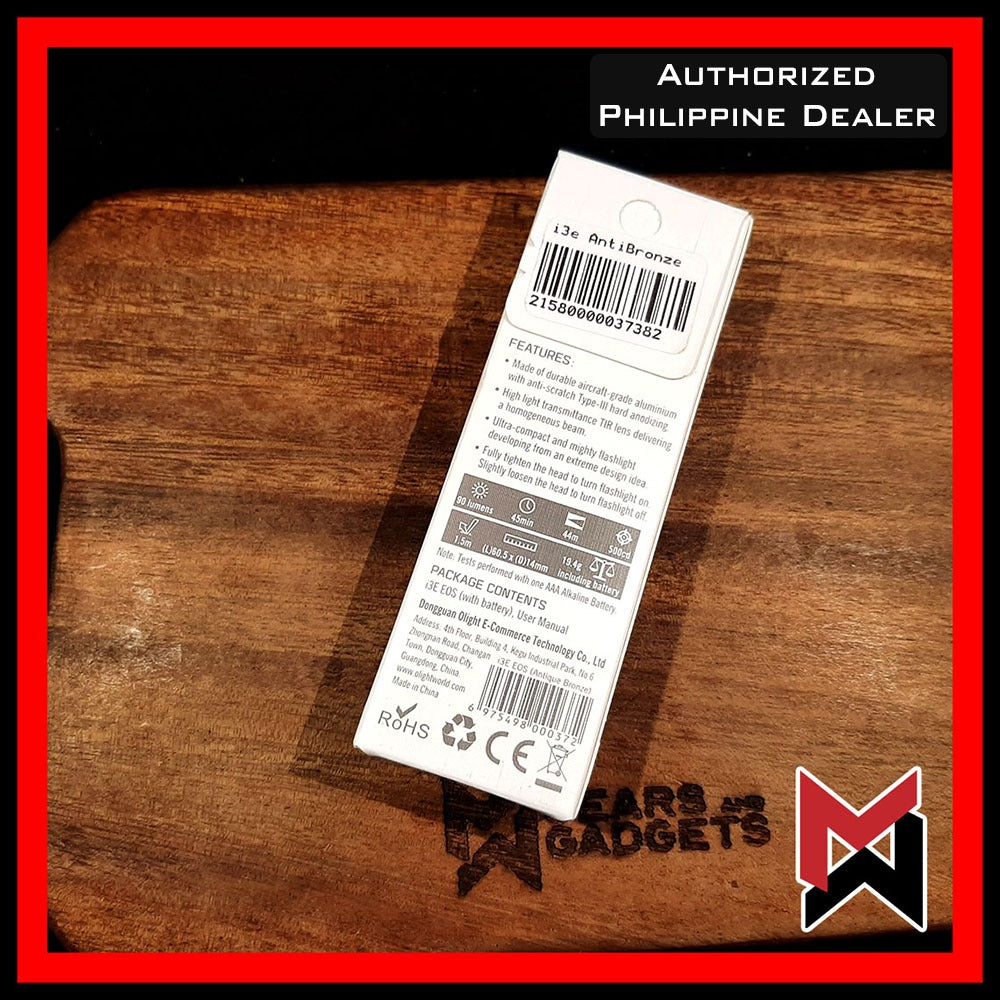 AUTHORIZED
PHILIPPINE DEALER
i3e AntiBronze
21580000037382
FEATURES:
• Made of durable aircraft-grade aluminium
with anti-scratch Type-III hard anodizing.
• High light transmittance TIR lens delivering
a homogeneous beam.
• Ultra-compact and mighty flashlight
developing from an extreme design idea.
• Fully tighten the head to turn flashlight on.
Slightly loosen the head to turn flashlight off.
90 lumens 45min 44m 500cd
1.5m (L)60.5 x (D)14mm 19.4g including battery
Note: Tests performed with one AAA Alkaline Battery.
PACKAGE CONTENTS
i3E EOS (with battery), User Manual
Dongguan Olight E-Commerce Technology Co., Ltd
Address: 4th Floor, Building 4, Kegu Industrial Park, No 6
Zhongnan Road, Changan
Town, Dongguan City,
Guangdong, China.
www.olightworld.com
Made in China
i3E EOS (Antique Bronze)
6 975498 000372
RoHS
CE
EARS AND
GADGETS